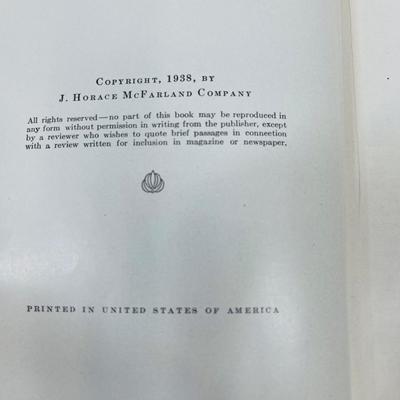 Copyright, 1938, by
J. Horace McFarland Company
All rights reserved—no part of this book may be reproduced in
any form without permission in writing from the publisher, except
by a reviewer who wishes to quote brief passages in connection
with a review written for inclusion in magazine or newspaper.
PRINTED IN UNITED STATES OF AMERICA